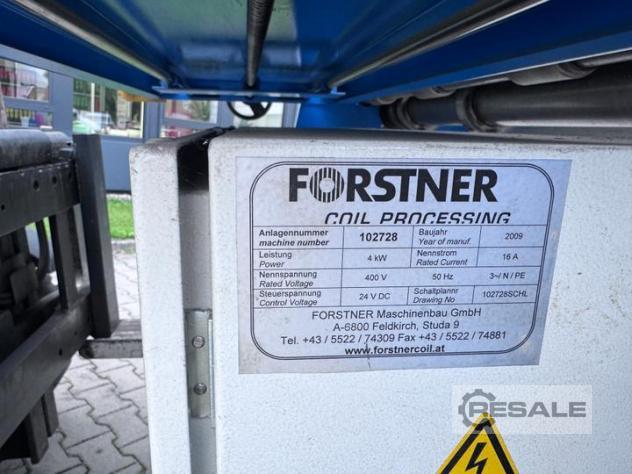 FORSTNER
COIL PROCESSING
Anlagennummer 102728 Baujahr 2009
machine number Year of manuf.
Leistung 4 kW Nennstrom 16 A
Power Rated Current
Nennspannung 400 V 50 Hz 3~/ N / PE
Rated Voltage
Steuerspannung 24 V DC Schaltplannr 102728SCHL
Control Voltage Drawing No
FORSTNER Maschinenbau GmbH
A-6800 Feldkirch, Studa 9
Tel. +43 / 5522 / 74309 Fax +43 / 5522 / 74881
www.forstnercoil.at
RESALE